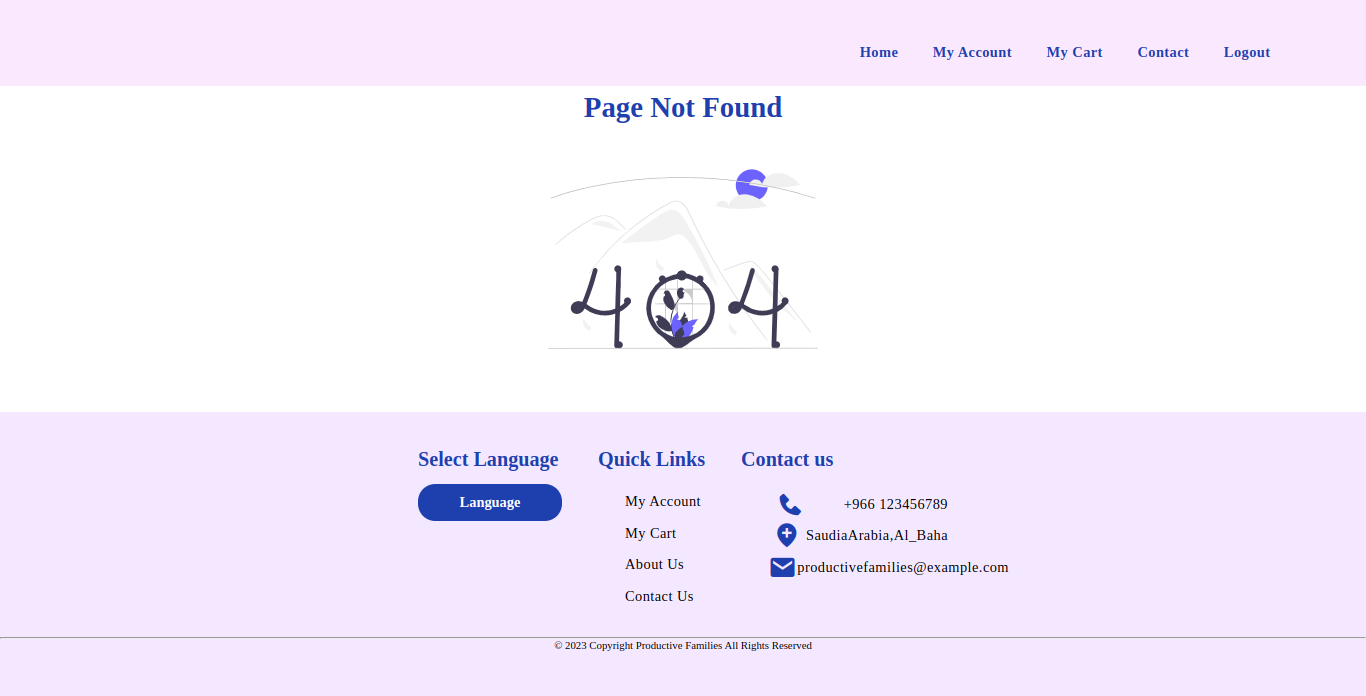 Home My Account My Cart Contact Logout
Page Not Found
404
Select Language
Language
Quick Links
My Account
My Cart
About Us
Contact Us
Contact us
+966 123456789
SaudiaArabia,Al_Baha
productivefamilies@example.com
© 2023 Copyright Productive Families All Rights Reserved